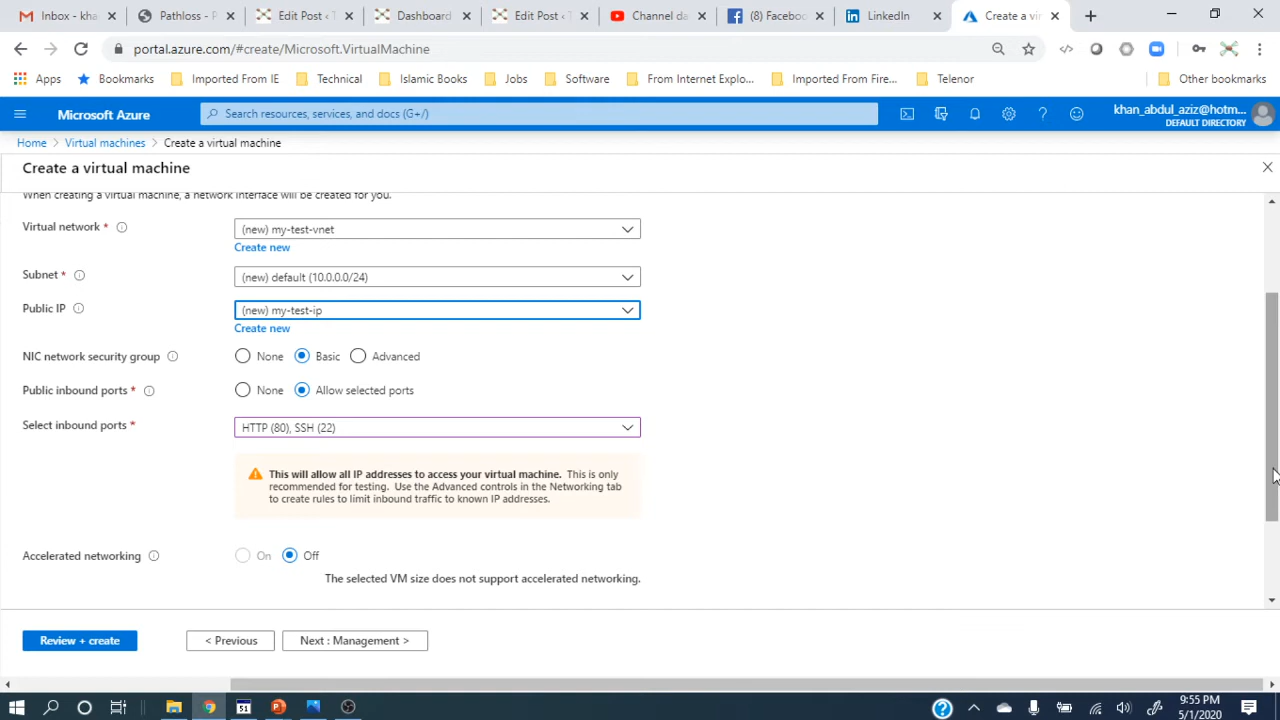 Inbox - kha
Pathloss - P
Edit Post ‹ T
Dashboard
Edit Post ‹ T
Channel da
(8) Facebo
LinkedIn
Create a vir
portal.azure.com/#create/Microsoft.VirtualMachine
Apps
Bookmarks
Imported From IE
Technical
Islamic Books
Jobs
Software
From Internet Explo...
Imported From Fire...
Telenor
Other bookmarks
Microsoft Azure
Search resources, services, and docs (G+/)
khan_abdul_aziz@hotm...
DEFAULT DIRECTORY
Home > Virtual machines > Create a virtual machine
Create a virtual machine
When creating a virtual machine, a network interface will be created for you.
Virtual network *
(new) my-test-vnet
Create new
Subnet *
(new) default (10.0.0.0/24)
Public IP
(new) my-test-ip
Create new
NIC network security group
None Basic Advanced
Public inbound ports *
None Allow selected ports
Select inbound ports *
HTTP (80), SSH (22)
This will allow all IP addresses to access your virtual machine. This is only
recommended for testing. Use the Advanced controls in the Networking tab
to create rules to limit inbound traffic to known IP addresses.
Accelerated networking
On Off
The selected VM size does not support accelerated networking.
Review + create
< Previous
Next : Management >
31
9:55 PM
5/1/2020